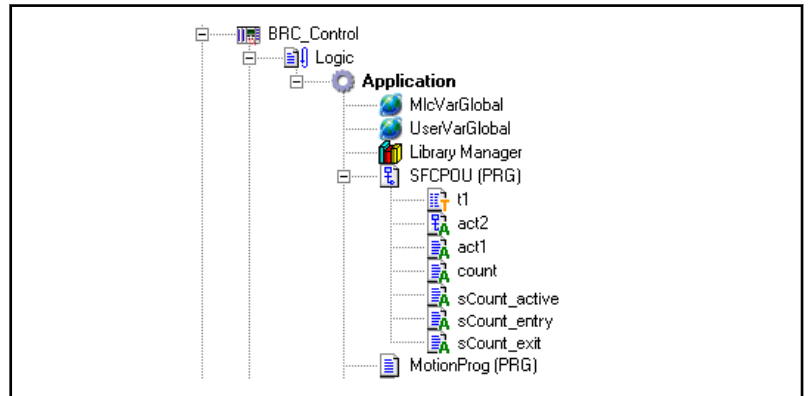 BRC_Control
Logic
Application
MlcVarGlobal
UserVarGlobal
Library Manager
SFCPOU (PRG)
t1
act2
act1
count
sCount_active
sCount_entry
sCount_exit
MotionProg (PRG)